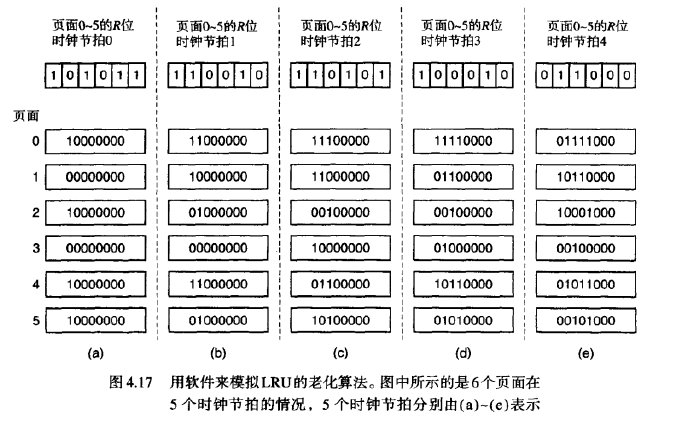 页面0~5的R位 页面0~5的R位 页面0~5的R位 页面0~5的R位 页面0~5的R位
时钟节拍0 时钟节拍1 时钟节拍2 时钟节拍3 时钟节拍4
1 0 1 0 1 1 1 1 0 0 1 0 1 1 0 1 0 1 1 0 0 0 1 0 0 1 1 0 0 0
页面
0 10000000 11000000 11100000 11110000 01111000
1 00000000 10000000 11000000 01100000 10110000
2 10000000 01000000 00100000 00100000 10001000
3 00000000 00000000 10000000 01000000 00100000
4 10000000 11000000 01100000 10110000 01011000
5 10000000 01000000 10100000 01010000 00101000
(a) (b) (c) (d) (e)
图4.17 用软件来模拟LRU的老化算法。图中所示的是6个页面在
5个时钟节拍的情况，5个时钟节拍分别由(a)~(e)表示